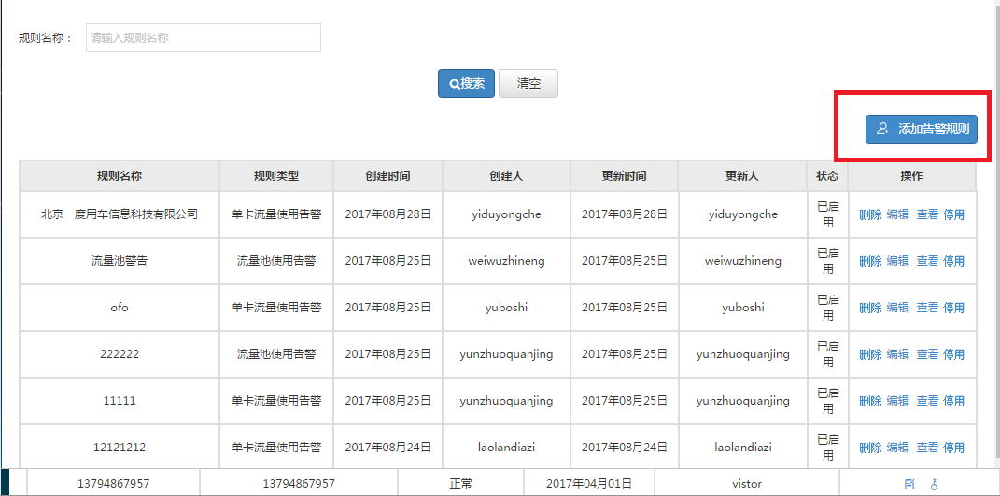 规则名称： 请输入规则名称
搜索 清空
添加告警规则
规则名称 规则类型 创建时间 创建人 更新时间 更新人 状态 操作
北京一度用车信息科技有限公司 单卡流量使用告警 2017年08月28日 yiduyongche 2017年08月28日 yiduyongche 已启用 删除 编辑 查看 停用
流量池警告 流量池使用告警 2017年08月25日 weiwuzhineng 2017年08月25日 weiwuzhineng 已启用 删除 编辑 查看 停用
ofo 单卡流量使用告警 2017年08月25日 yuboshi 2017年08月25日 yuboshi 已启用 删除 编辑 查看 停用
222222 流量池使用告警 2017年08月25日 yunzhuoquanjing 2017年08月25日 yunzhuoquanjing 已启用 删除 编辑 查看 停用
11111 单卡流量使用告警 2017年08月25日 yunzhuoquanjing 2017年08月25日 yunzhuoquanjing 已启用 删除 编辑 查看 停用
12121212 单卡流量使用告警 2017年08月24日 laolandiazi 2017年08月24日 laolandiazi 已启用 删除 编辑 查看 停用
13794867957 13794867957 正常 2017年04月01日 vistor